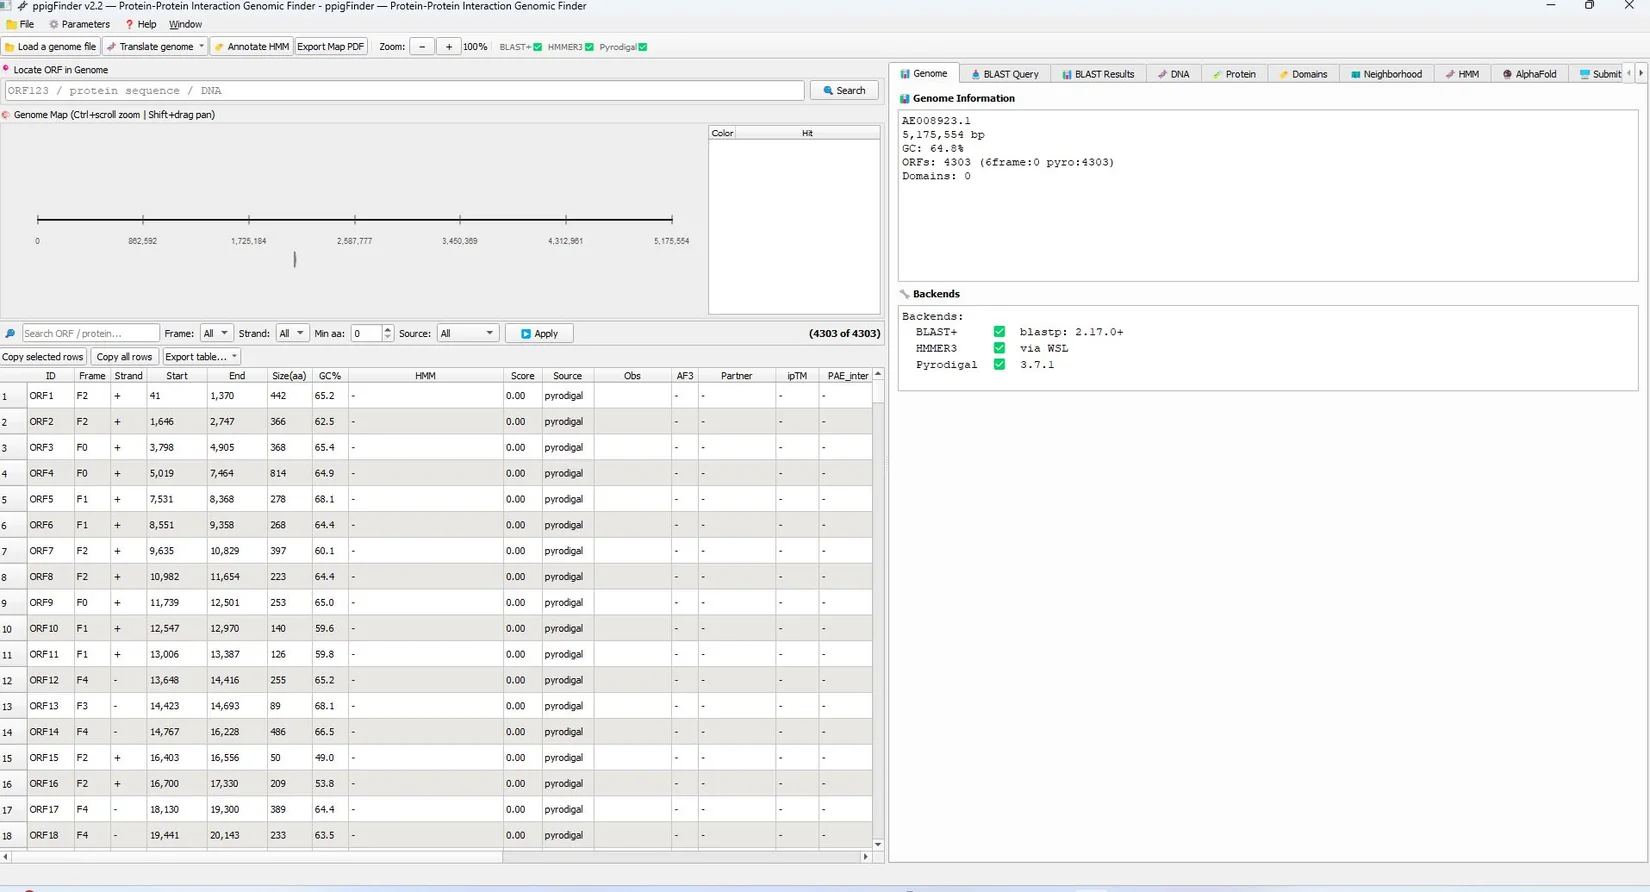 ppigFinder v2.2 — Protein-Protein Interaction Genomic Finder - ppigFinder — Protein-Protein Interaction Genomic Finder
File Parameters ? Help Window
Load a genome file Translate genome Annotate HMM Export Map PDF Zoom: − + 100% BLAST+ HMMER3 Pyrodigal
Locate ORF in Genome
ORF123 / protein sequence / DNA Search
Genome Map (Ctrl+scroll zoom | Shift+drag pan)
Color Hit
0 862,592 1,725,184 2,587,777 3,450,369 4,312,961 5,175,554
Search ORF / protein... Frame: All Strand: All Min aa: 0 Source: All Apply (4303 of 4303)
Copy selected rows Copy all rows Export table...
ID Frame Strand Start End Size(aa) GC% HMM Score Source Obs AF3 Partner ipTM PAE_inter
1 ORF1 F2 + 41 1,370 442 65.2 - 0.00 pyrodigal - - - -
2 ORF2 F2 + 1,646 2,747 366 62.5 - 0.00 pyrodigal - - - -
3 ORF3 F0 + 3,798 4,905 368 65.4 - 0.00 pyrodigal - - - -
4 ORF4 F0 + 5,019 7,464 814 64.9 - 0.00 pyrodigal - - - -
5 ORF5 F1 + 7,531 8,368 278 68.1 - 0.00 pyrodigal - - - -
6 ORF6 F1 + 8,551 9,358 268 64.4 - 0.00 pyrodigal - - - -
7 ORF7 F2 + 9,635 10,829 397 60.1 - 0.00 pyrodigal - - - -
8 ORF8 F2 + 10,982 11,654 223 64.4 - 0.00 pyrodigal - - - -
9 ORF9 F0 + 11,739 12,501 253 65.0 - 0.00 pyrodigal - - - -
10 ORF10 F1 + 12,547 12,970 140 59.6 - 0.00 pyrodigal - - - -
11 ORF11 F1 + 13,006 13,387 126 59.8 - 0.00 pyrodigal - - - -
12 ORF12 F4 - 13,648 14,416 255 65.2 - 0.00 pyrodigal - - - -
13 ORF13 F3 - 14,423 14,693 89 68.1 - 0.00 pyrodigal - - - -
14 ORF14 F4 - 14,767 16,228 486 66.5 - 0.00 pyrodigal - - - -
15 ORF15 F2 + 16,403 16,556 50 49.0 - 0.00 pyrodigal - - - -
16 ORF16 F2 + 16,700 17,330 209 53.8 - 0.00 pyrodigal - - - -
17 ORF17 F4 - 18,130 19,300 389 64.4 - 0.00 pyrodigal - - - -
18 ORF18 F4 - 19,441 20,143 233 63.5 - 0.00 pyrodigal - - - -
Genome BLAST Query BLAST Results DNA Protein Domains Neighborhood HMM AlphaFold Submit
Genome Information
AE008923.1
5,175,554 bp
GC: 64.8%
ORFs: 4303 (6frame:0 pyro:4303)
Domains: 0
Backends
Backends:
BLAST+ blastp: 2.17.0+
HMMER3 via WSL
Pyrodigal 3.7.1